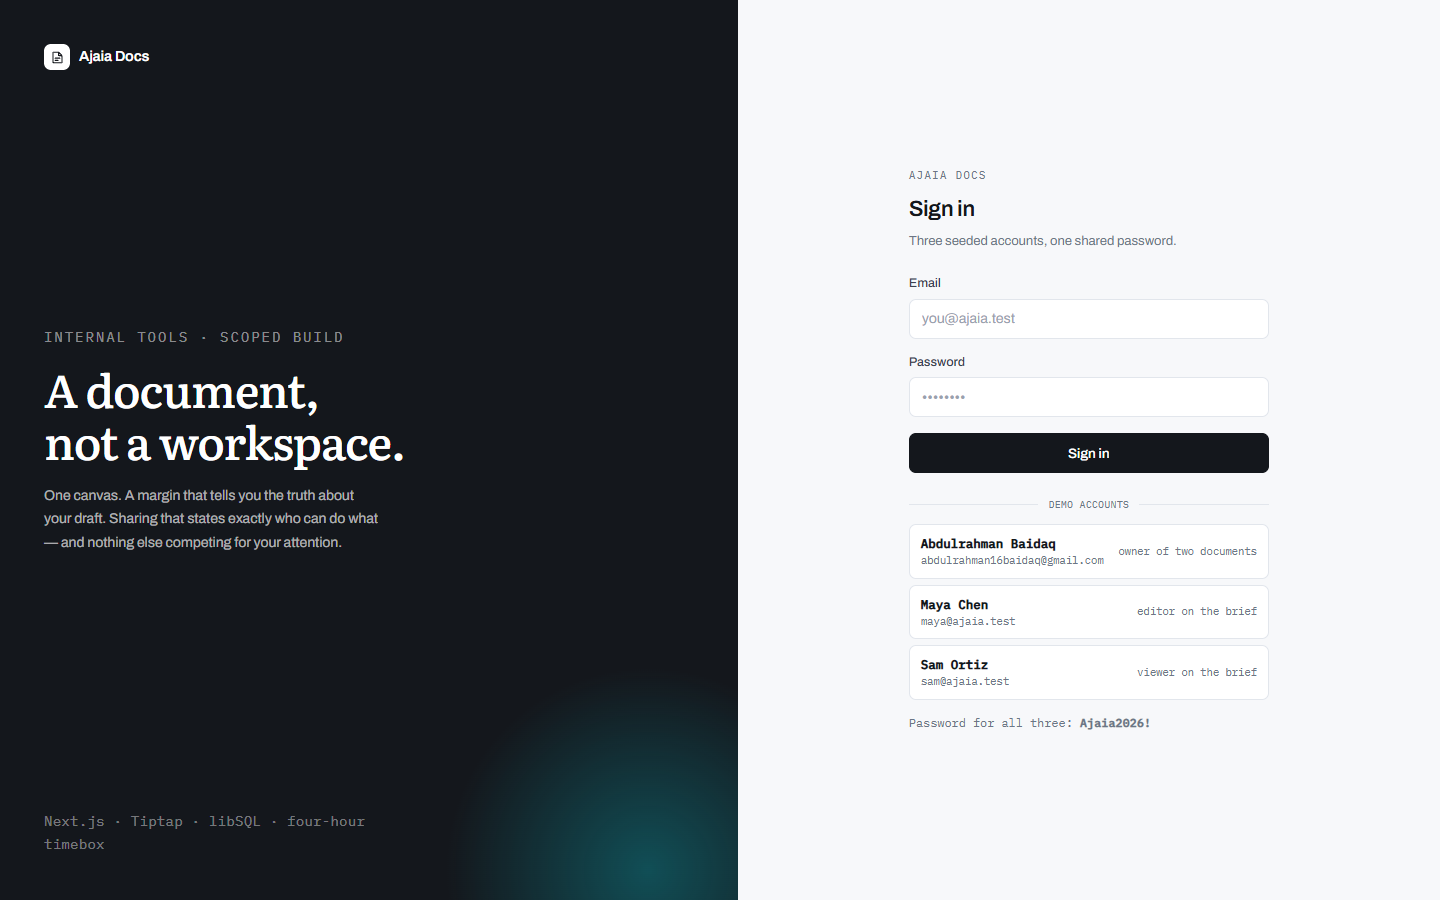 Ajaia Docs
INTERNAL TOOLS · SCOPED BUILD
A document,
not a workspace.
One canvas. A margin that tells you the truth about
your draft. Sharing that states exactly who can do what
— and nothing else competing for your attention.
Next.js · Tiptap · libSQL · four-hour
timebox
AJAIA DOCS
Sign in
Three seeded accounts, one shared password.
Email
you@ajaia.test
Password
••••••••
Sign in
DEMO ACCOUNTS
Abdulrahman Baidaq
abdulrahman16baidaq@gmail.com
owner of two documents
Maya Chen
maya@ajaia.test
editor on the brief
Sam Ortiz
sam@ajaia.test
viewer on the brief
Password for all three: Ajaia2026!